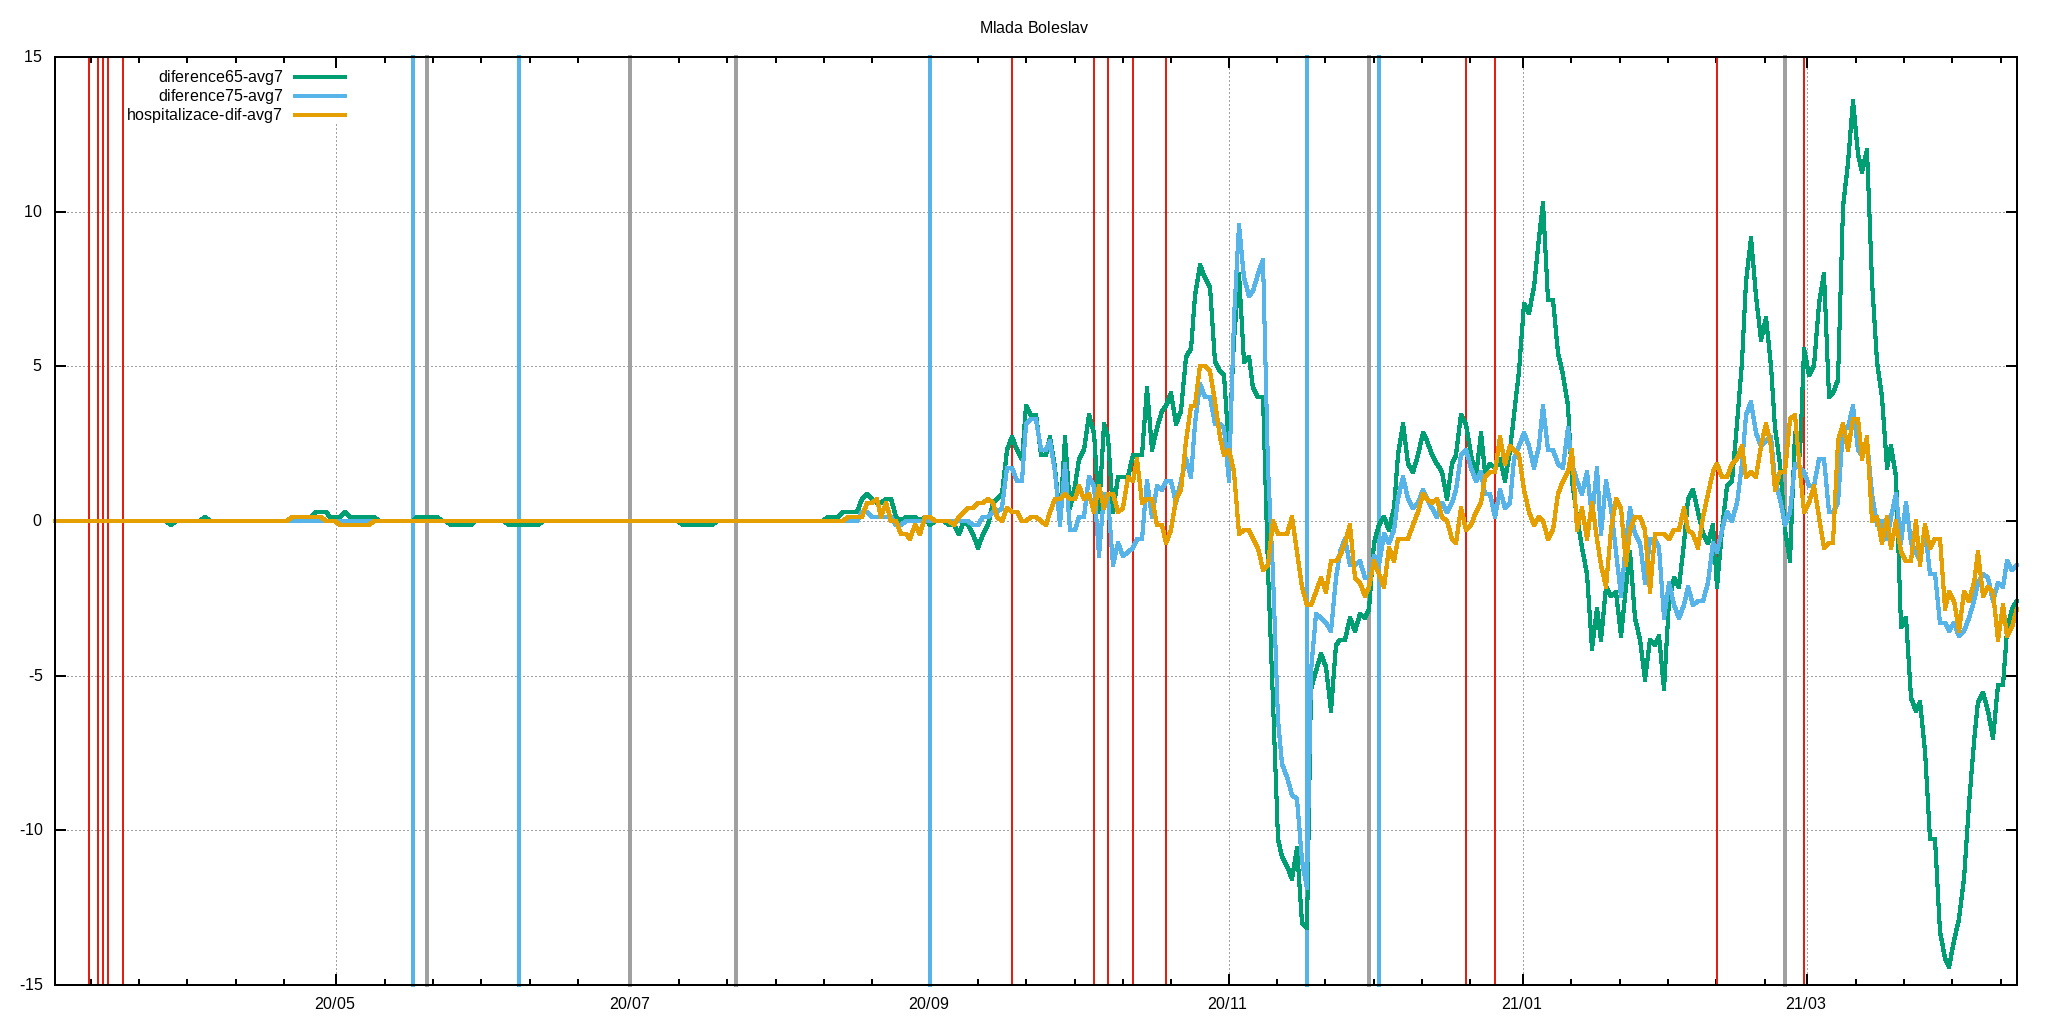 Mlada Boleslav
15
diference65-avg7
diference75-avg7
hospitalizace-dif-avg7
10
5
0
-5
-10
-15
20/05 20/07 20/09 20/11 21/01 21/03